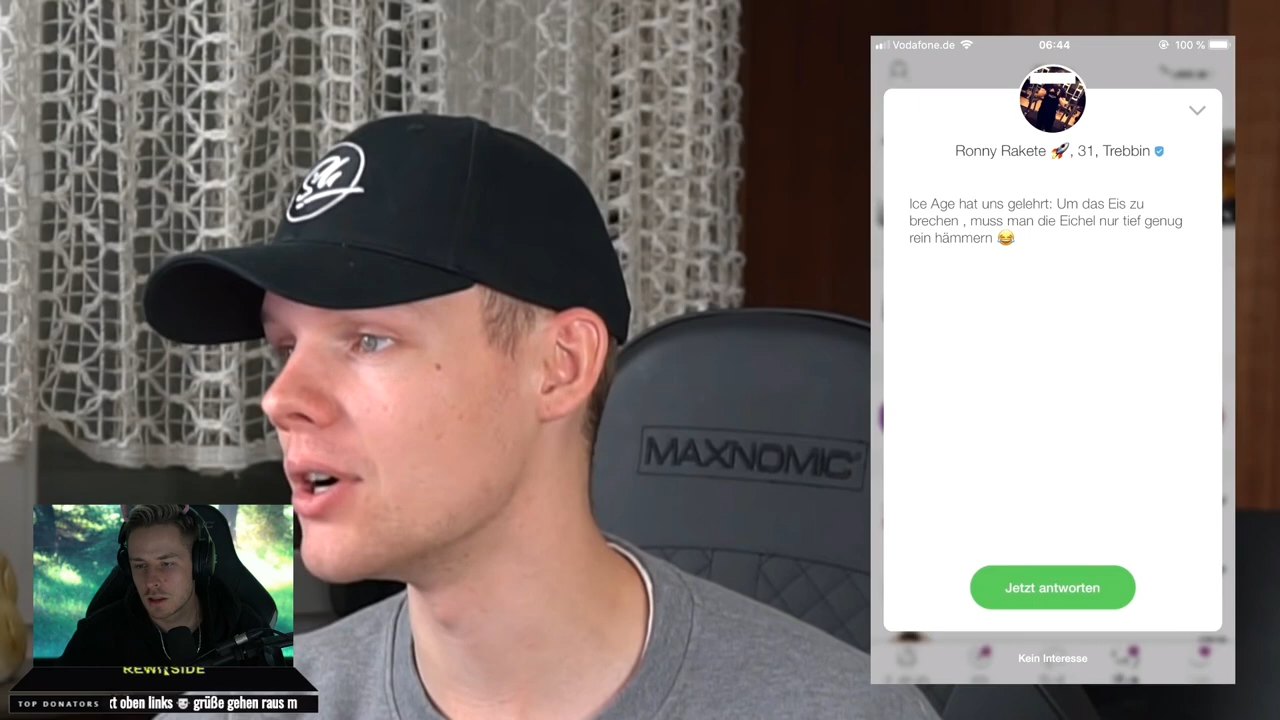 Vodafone.de
06:44
100 %
Ronny Rakete 🚀, 31, Trebbin
Ice Age hat uns gelehrt: Um das Eis zu
brechen , muss man die Eichel nur tief genug
rein hämmern 😂
MAXNOMIC
Jetzt antworten
Kein Interesse
REWIÑSIDE
TOP DONATORS
t oben links 
grüße gehen raus m